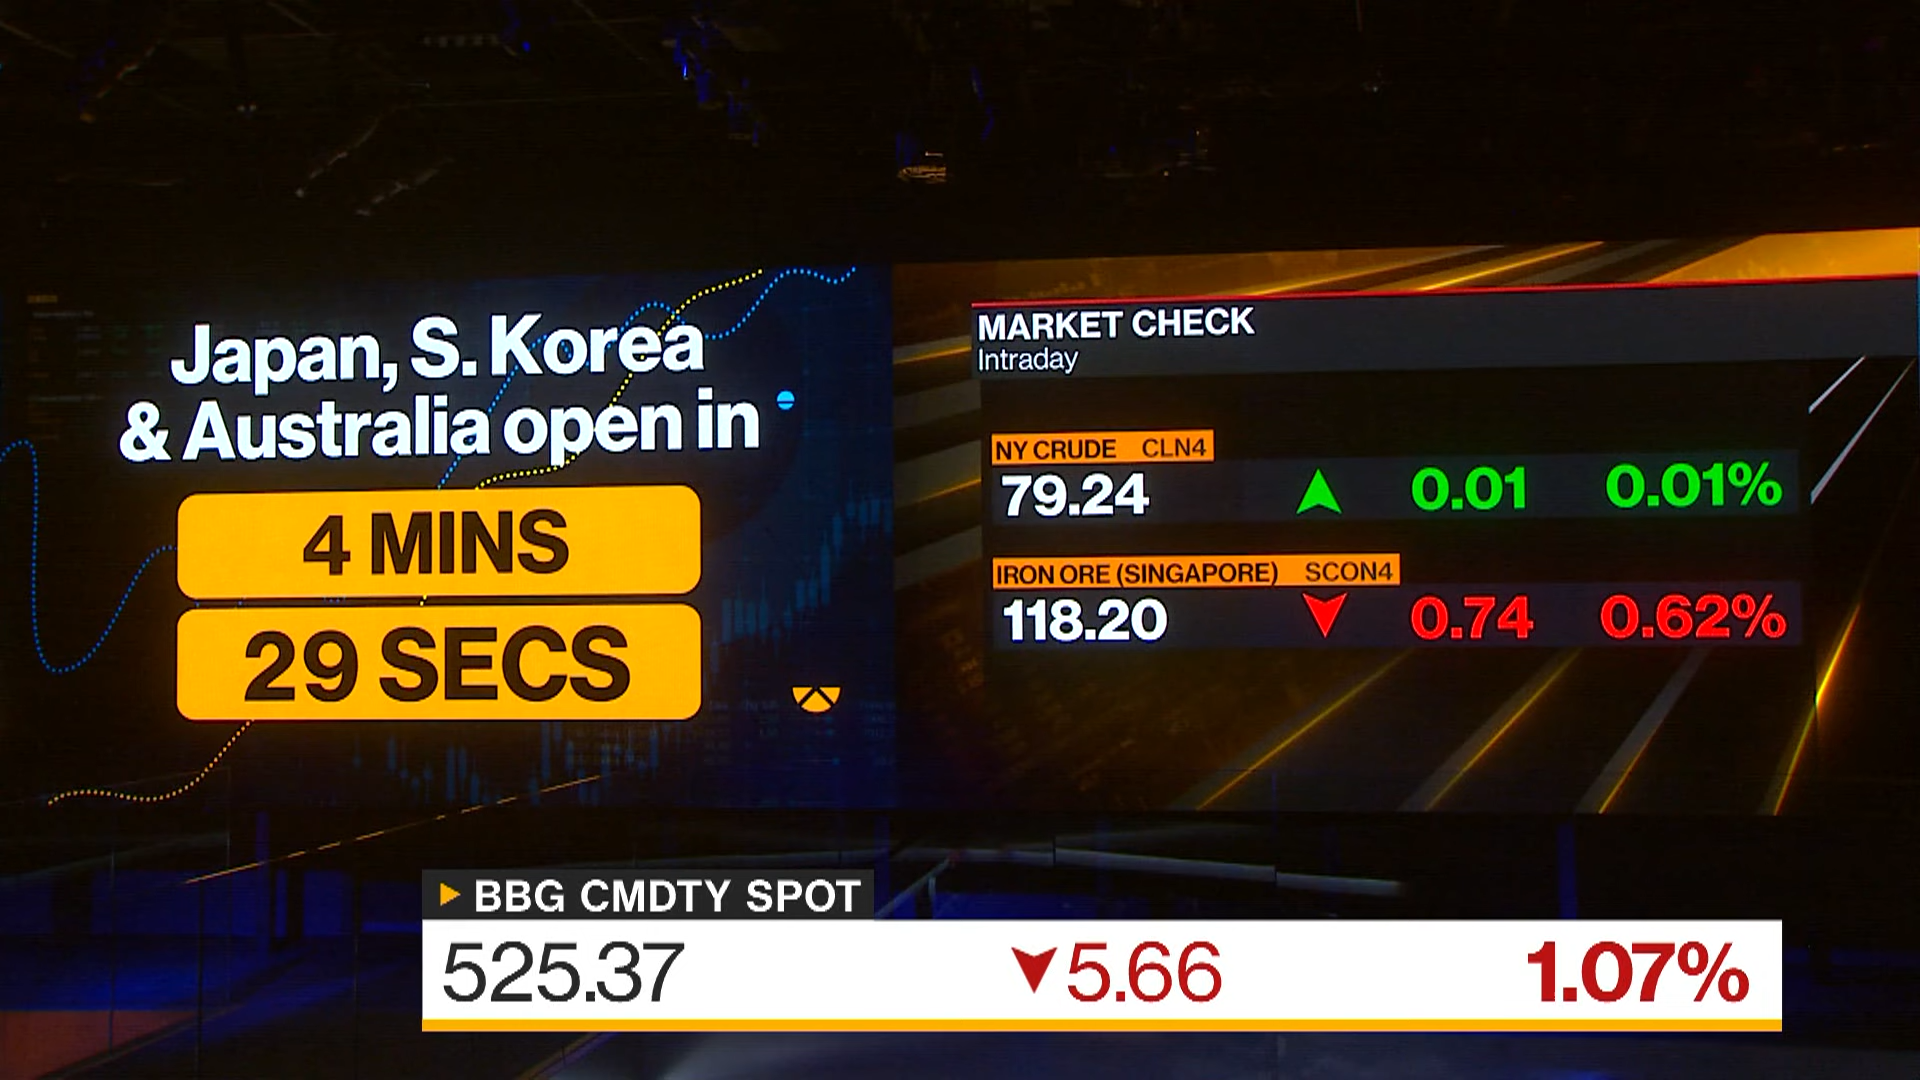 Japan, S. Korea
& Australia open in
4 MINS
29 SECS
MARKET CHECK
Intraday
NY CRUDE CLN4
79.24 ▲ 0.01 0.01%
IRON ORE (SINGAPORE) SCON4
118.20 ▼ 0.74 0.62%
BBG CMDTY SPOT
525.37 ▼ 5.66 1.07%